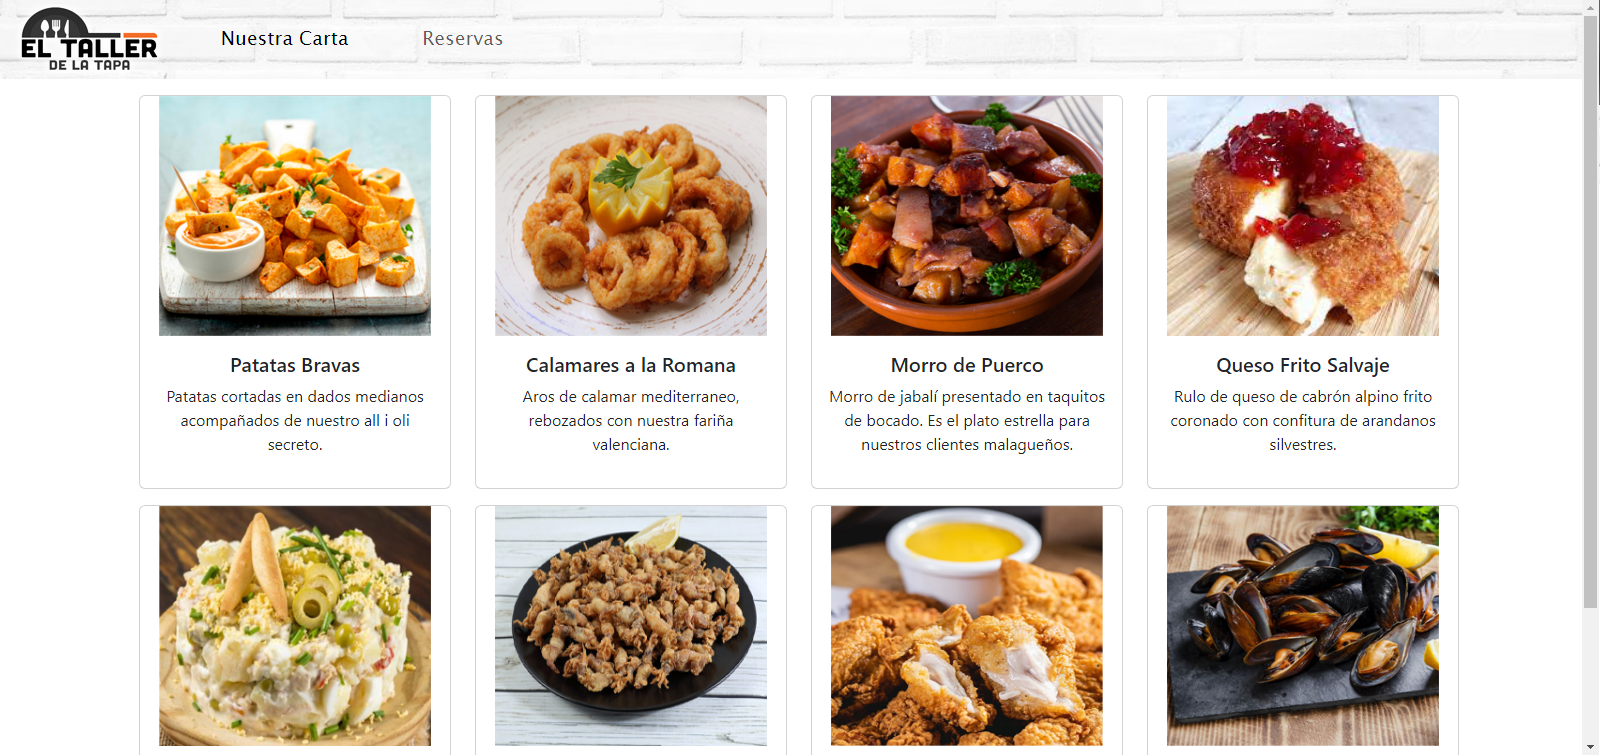 EL TALLER
DE LA TAPA
Nuestra Carta
Reservas
Patatas Bravas
Patatas cortadas en dados medianos
acompañados de nuestro all i oli
secreto.
Calamares a la Romana
Aros de calamar mediterraneo,
rebozados con nuestra fariña
valenciana.
Morro de Puerco
Morro de jabalí presentado en taquitos
de bocado. Es el plato estrella para
nuestros clientes malagueños.
Queso Frito Salvaje
Rulo de queso de cabrón alpino frito
coronado con confitura de arandanos
silvestres.